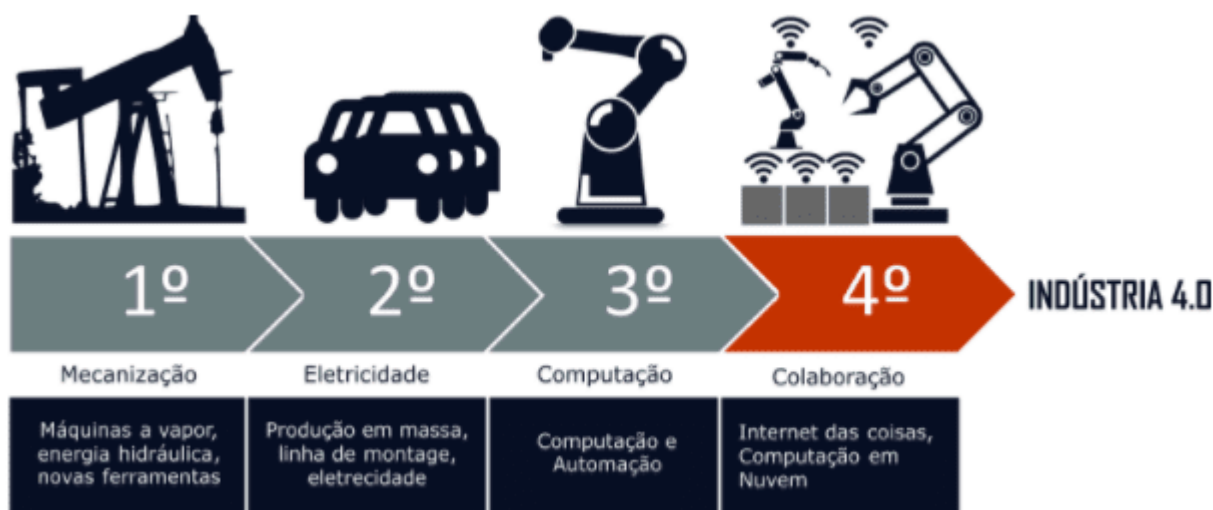 1º
2º
3º
4º
INDÚSTRIA 4.0
Mecanização
Eletricidade
Computação
Colaboração
Máquinas a vapor,
energia hidráulica,
novas ferramentas
Produção em massa,
linha de montage,
eletrecidade
Computação e
Automação
Internet das coisas,
Computação em
Nuvem